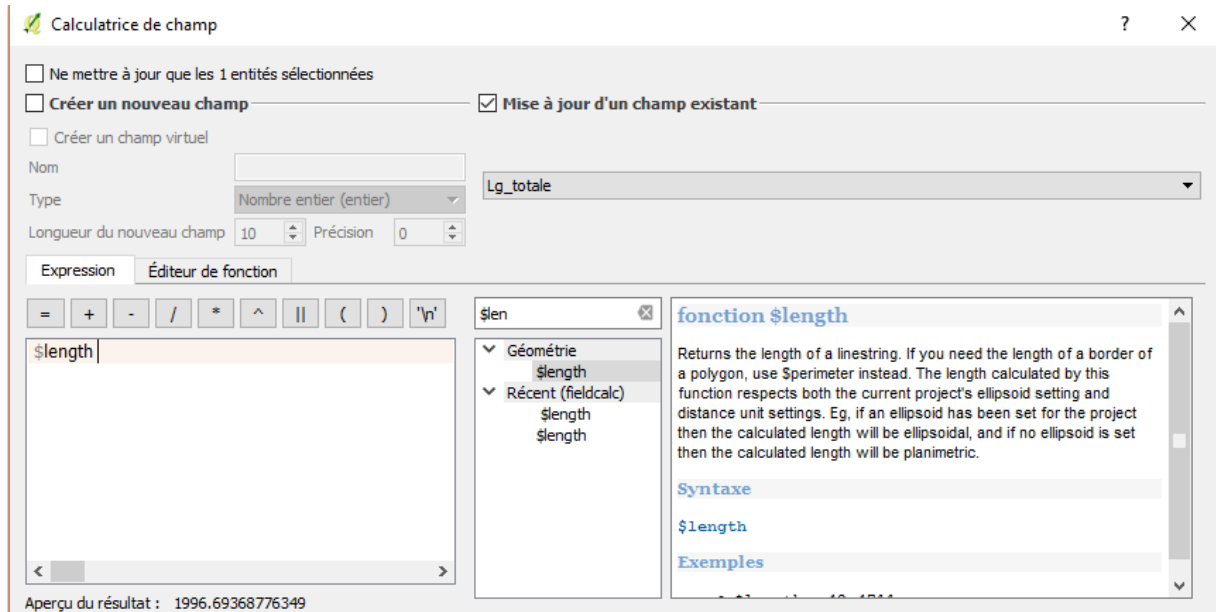 Calculatrice de champ
?
Ne mettre à jour que les 1 entités sélectionnées
Créer un nouveau champ
Mise à jour d'un champ existant
Créer un champ virtuel
Nom
Lg_totale
Type
Nombre entier (entier)
Longueur du nouveau champ 10 Précision 0
Expression Éditeur de fonction
= + - / * ^ || ( ) '\n'
$length
$len
Géométrie
$length
Récent (fieldcalc)
$length
$length
fonction $length
Returns the length of a linestring. If you need the length of a border of
a polygon, use $perimeter instead. The length calculated by this
function respects both the current project's ellipsoid setting and
distance unit settings. Eg, if an ellipsoid has been set for the project
then the calculated length will be ellipsoidal, and if no ellipsoid is set
then the calculated length will be planimetric.
Syntaxe
$length
Exemples
Aperçu du résultat : 1996.69368776349